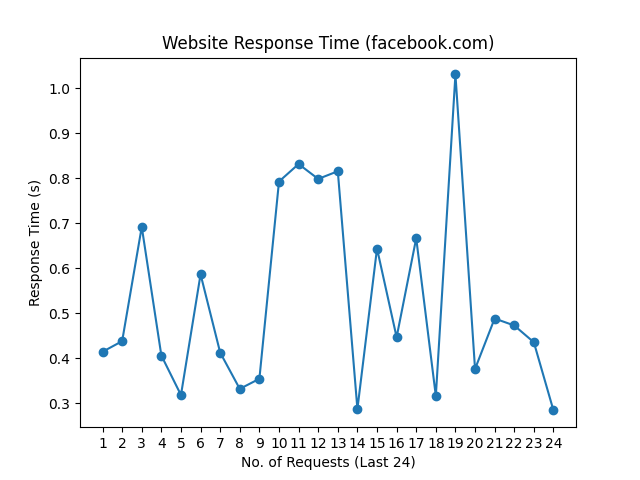 Website Response Time (facebook.com)
1.0
0.9
0.8
0.7
0.6
0.5
0.4
0.3
Response Time (s)
1 2 3 4 5 6 7 8 9 10 11 12 13 14 15 16 17 18 19 20 21 22 23 24
No. of Requests (Last 24)